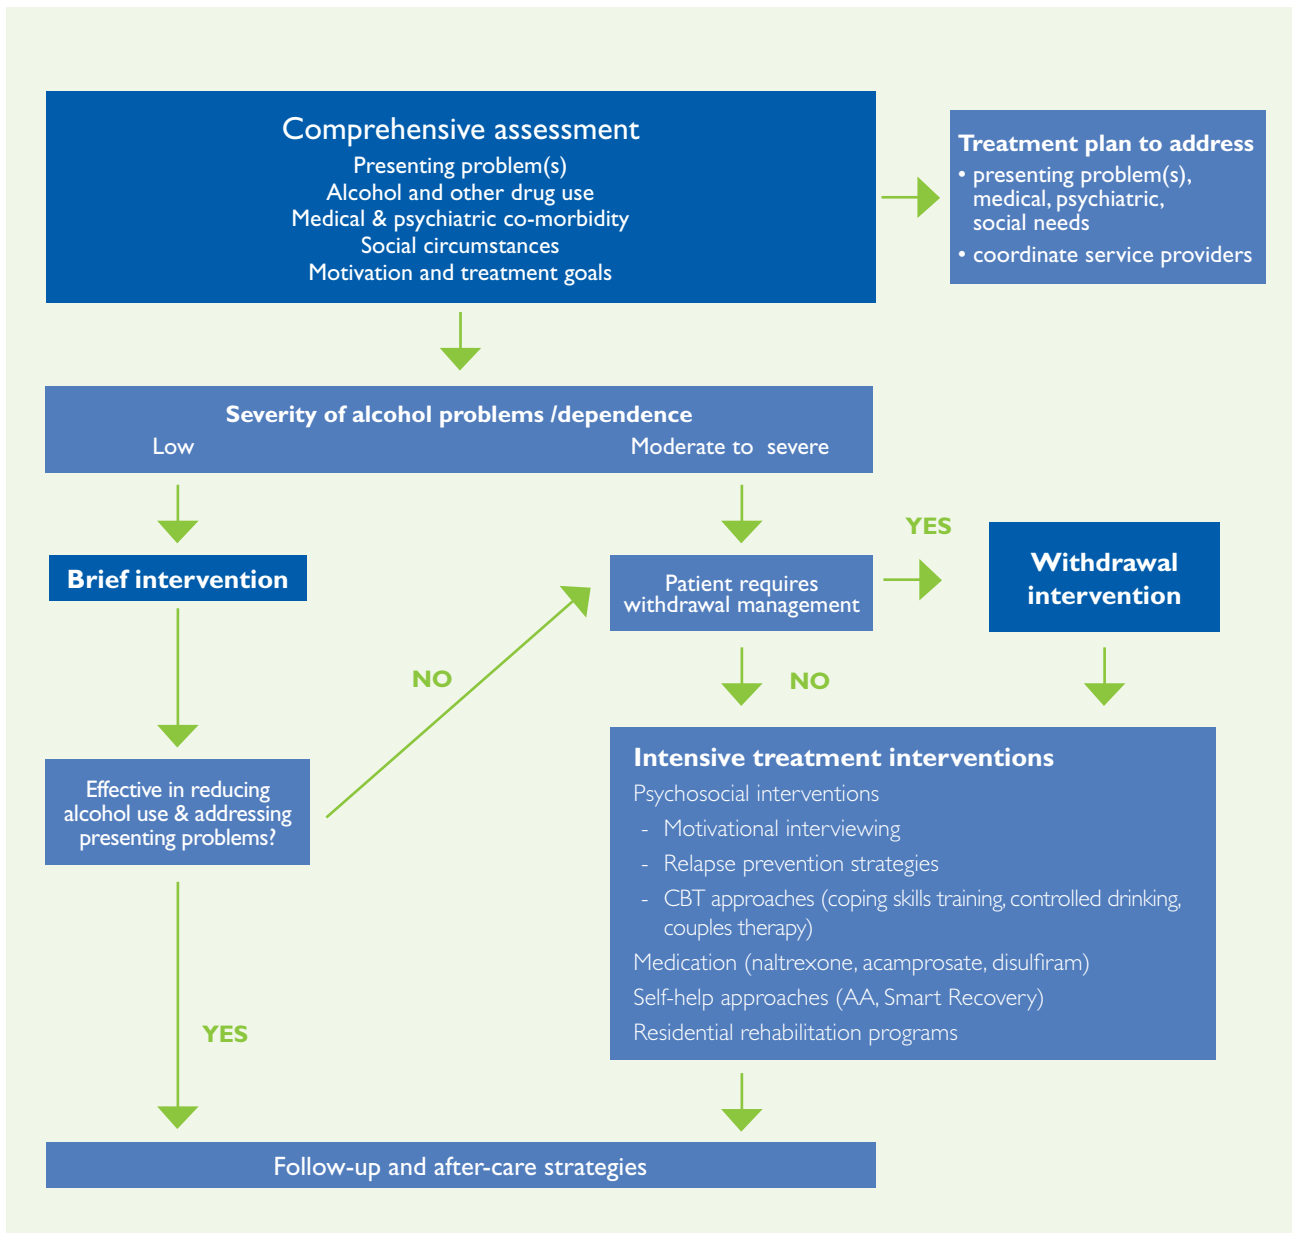 Comprehensive assessment
Presenting problem(s)
Alcohol and other drug use
Medical & psychiatric co-morbidity
Social circumstances
Motivation and treatment goals
Treatment plan to address
• presenting problem(s),
medical, psychiatric,
social needs
• coordinate service providers
Severity of alcohol problems /dependence
Low
Moderate to severe
Brief intervention
Patient requires
withdrawal management
YES
Withdrawal
intervention
NO
NO
Effective in reducing
alcohol use & addressing
presenting problems?
Intensive treatment interventions
Psychosocial interventions
- Motivational interviewing
- Relapse prevention strategies
- CBT approaches (coping skills training, controlled drinking,
couples therapy)
Medication (naltrexone, acamprosate, disulfiram)
Self-help approaches (AA, Smart Recovery)
Residential rehabilitation programs
YES
Follow-up and after-care strategies